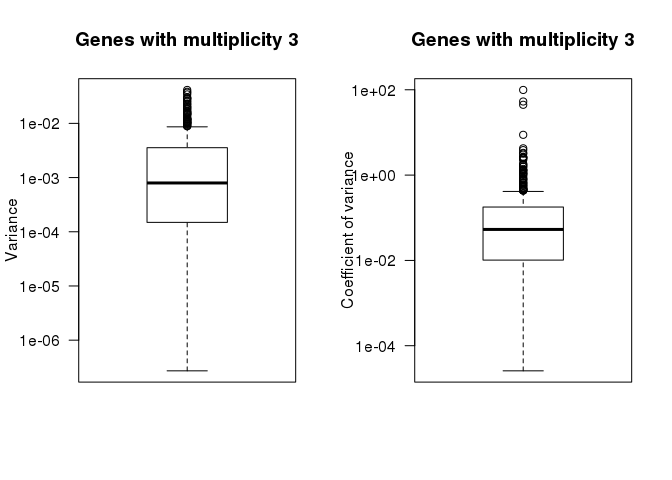 Genes with multiplicity 3
Variance
1e-02
1e-03
1e-04
1e-05
1e-06
Genes with multiplicity 3
Coefficient of variance
1e+02
1e+00
1e-02
1e-04